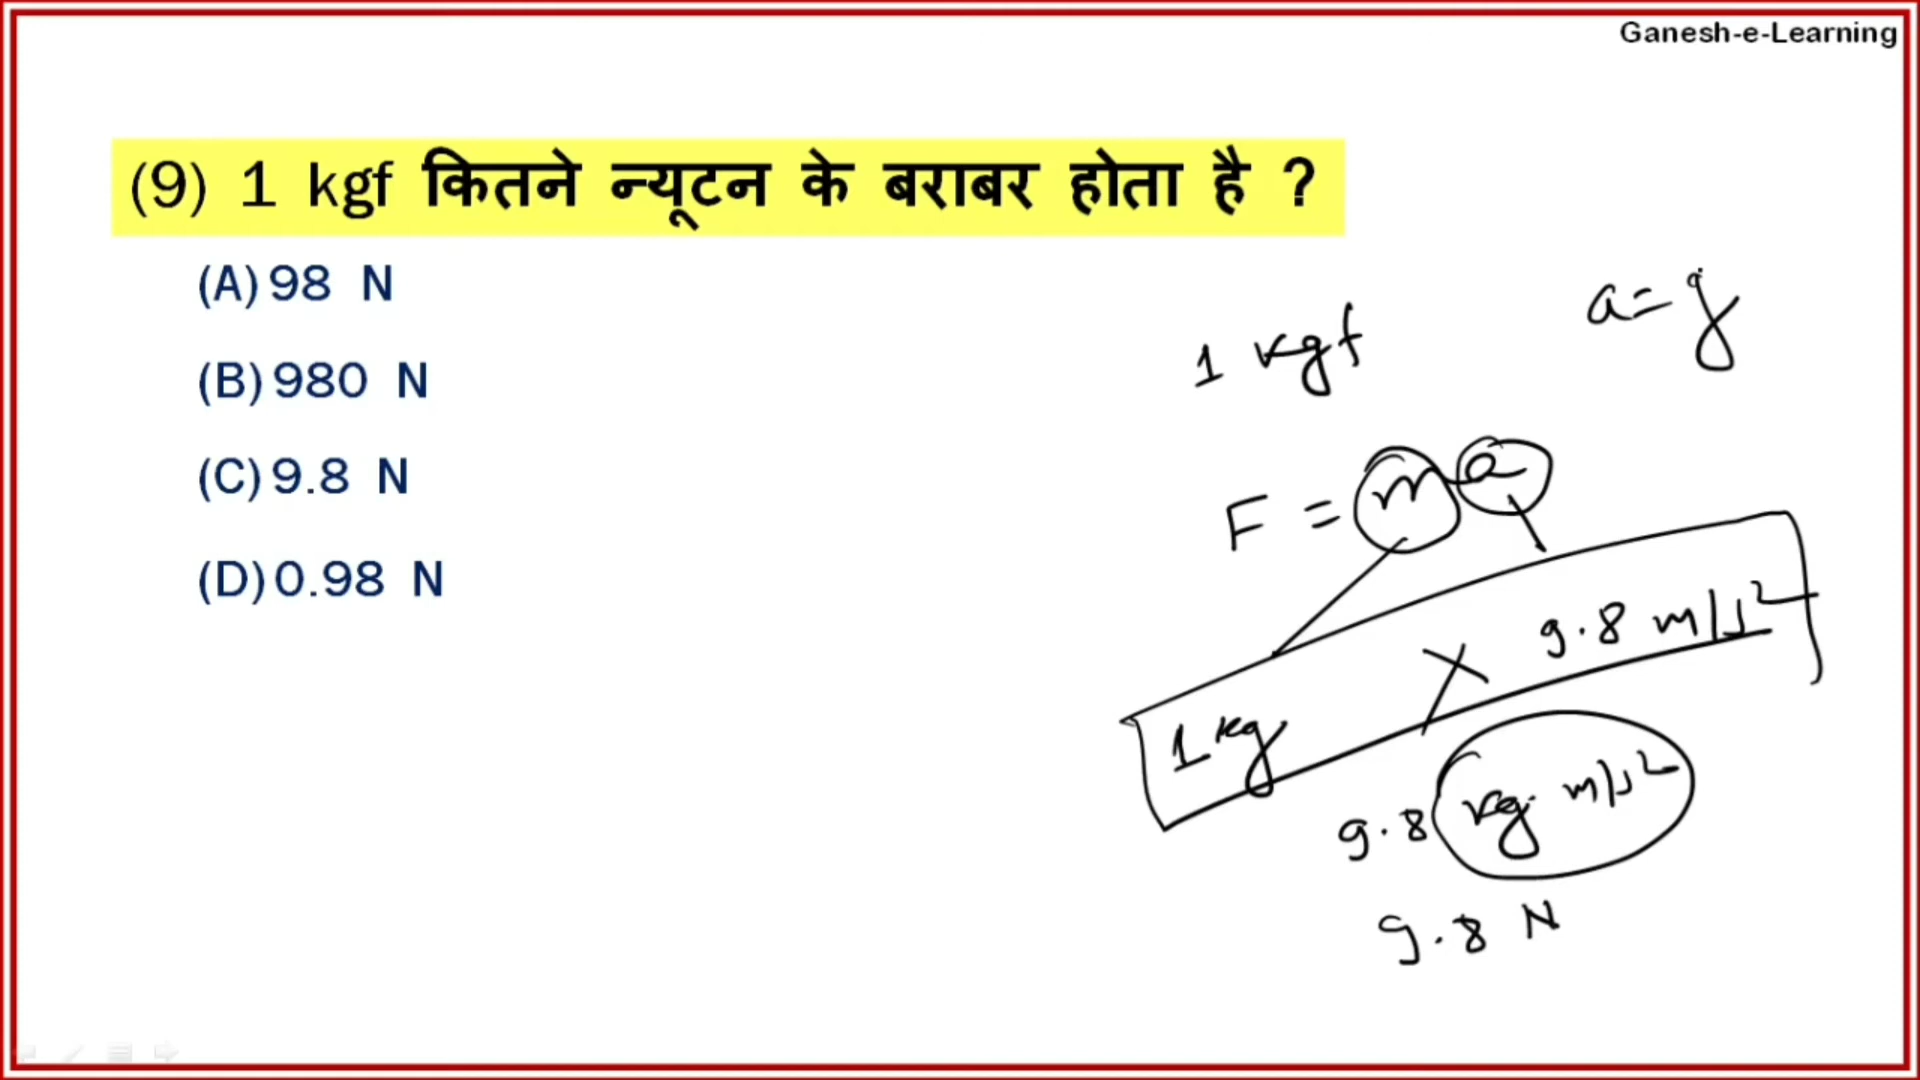 Ganesh-e-Learning
(9) 1 kgf कितने न्यूटन के बराबर होता है ?
(A) 98 N
(B) 980 N
(C) 9.8 N
(D) 0.98 N
1 kgf
a = g
F = m a
1 kg × 9.8 m/s²
9.8 kg m/s²
9.8 N